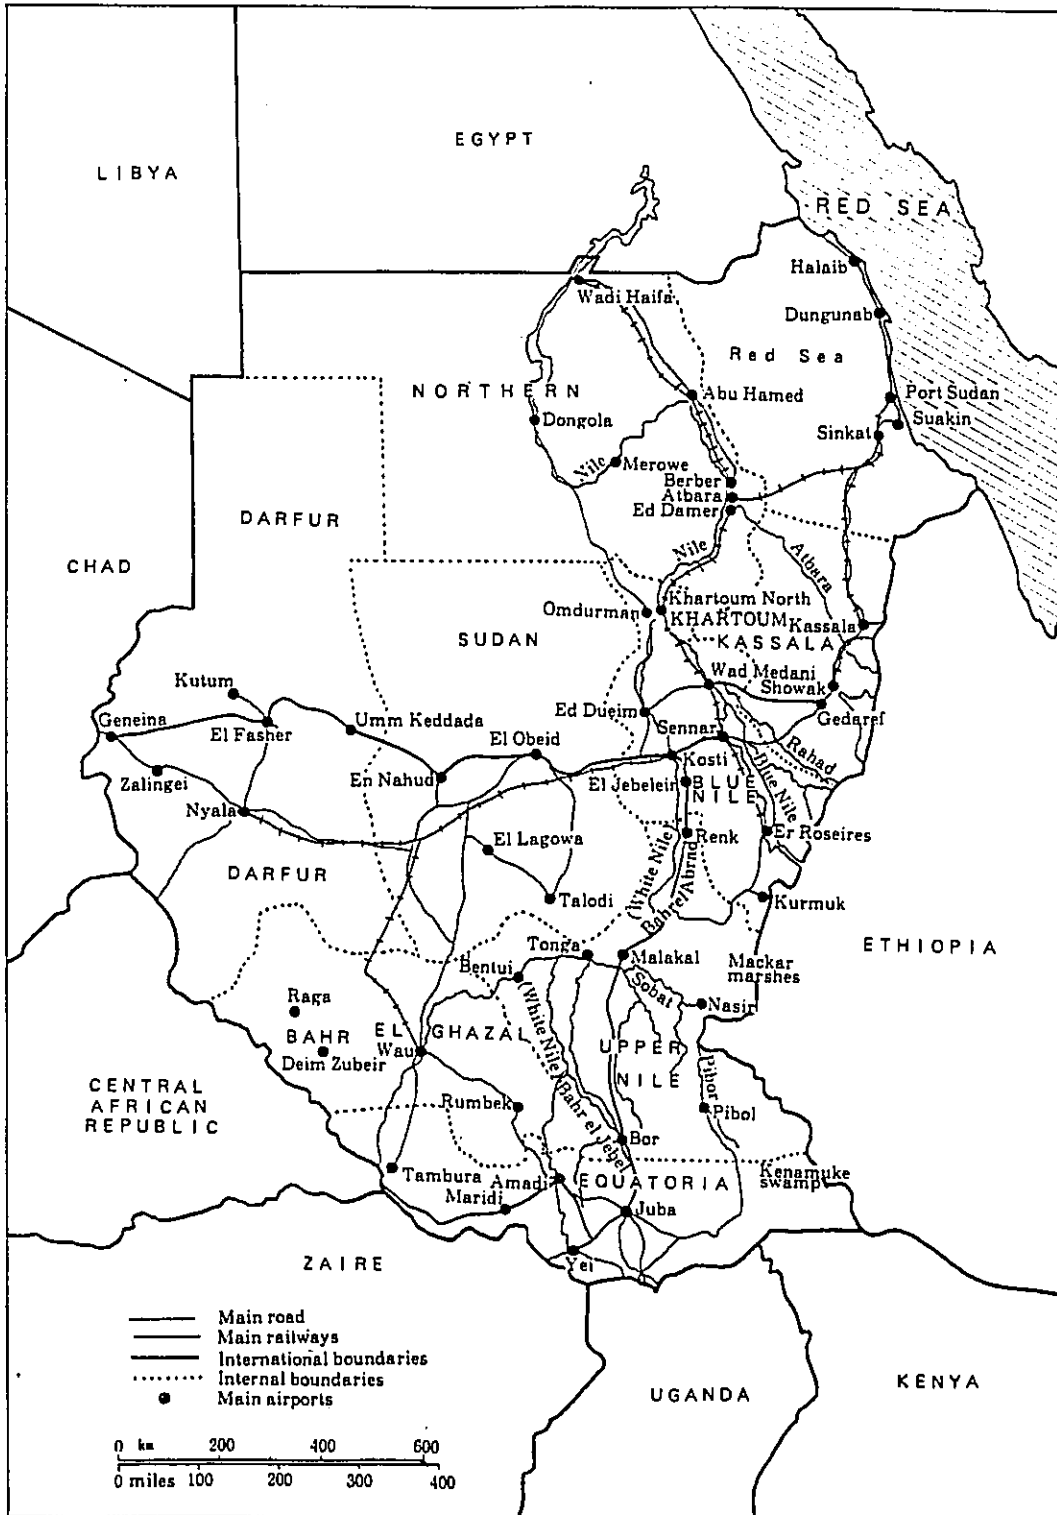 EGYPT
LIBYA
RED SEA
Halaib
Wadi Haifa
Dungunab
Red Sea
NORTHERN
Abu Hamed
Port Sudan
Suakin
Dongola
Sinkat
Nile
Merowe
Berber
Atbara
Ed Damer
DARFUR
Nile
Atbara
CHAD
Khartoum North
Omdurman
KHARTOUM
Kassala
SUDAN
KASSALA
Wad Medani
Kutum
Showak
Geneina
Umm Keddada
Ed Dueim
Gedaref
El Fasher
El Obeid
Sennar
Rahad
Zalingei
En Nahud
Kosti
El Jebelein
BLUE
NILE
Blue Nile
Nyala
El Lagowa
Renk
Er Roseires
DARFUR
(White Nile)
Bahrel Abrad
Talodi
Kurmuk
ETHIOPIA
Tonga
Malakal
Mackar
marshes
Bentui
Sobat
Raga
Nasir
(White Nile)
Bahr el Jebel
BAHR
EL
GHAZAL
Wau
Deim Zubeir
UPPER
NILE
Pibor
CENTRAL
AFRICAN
REPUBLIC
Rumbek
Pibol
Bor
Tambura
Amadi
EQUATORIA
Kenamuke
swamp
Maridi
Juba
Yei
ZAIRE
UGANDA
KENYA
Main road
Main railways
International boundaries
Internal boundaries
Main airports
0 km 200 400 600
0 miles 100 200 300 400